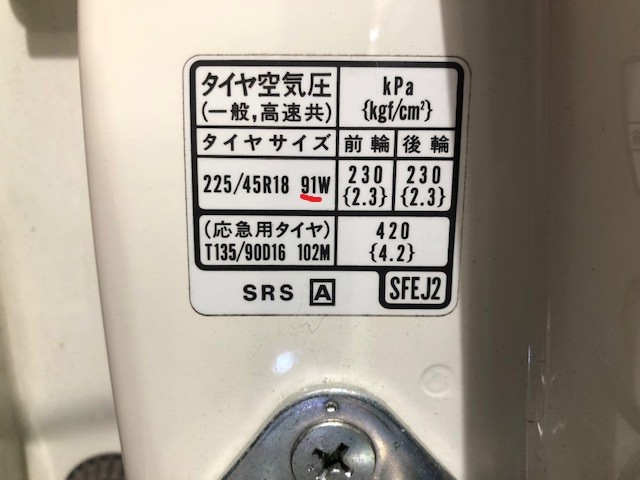 タイヤ空気圧
(一般,高速共)
kPa
{kgf/cm²}
タイヤサイズ 前輪 後輪
225/45R18 91W
230
{2.3}
230
{2.3}
(応急用タイヤ)
T135/90D16 102M
420
{4.2}
SRS A
SFEJ2